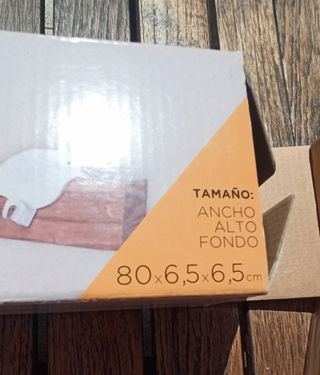 TAMAÑO:
ANCHO
ALTO
FONDO
80x6,5x6,5cm